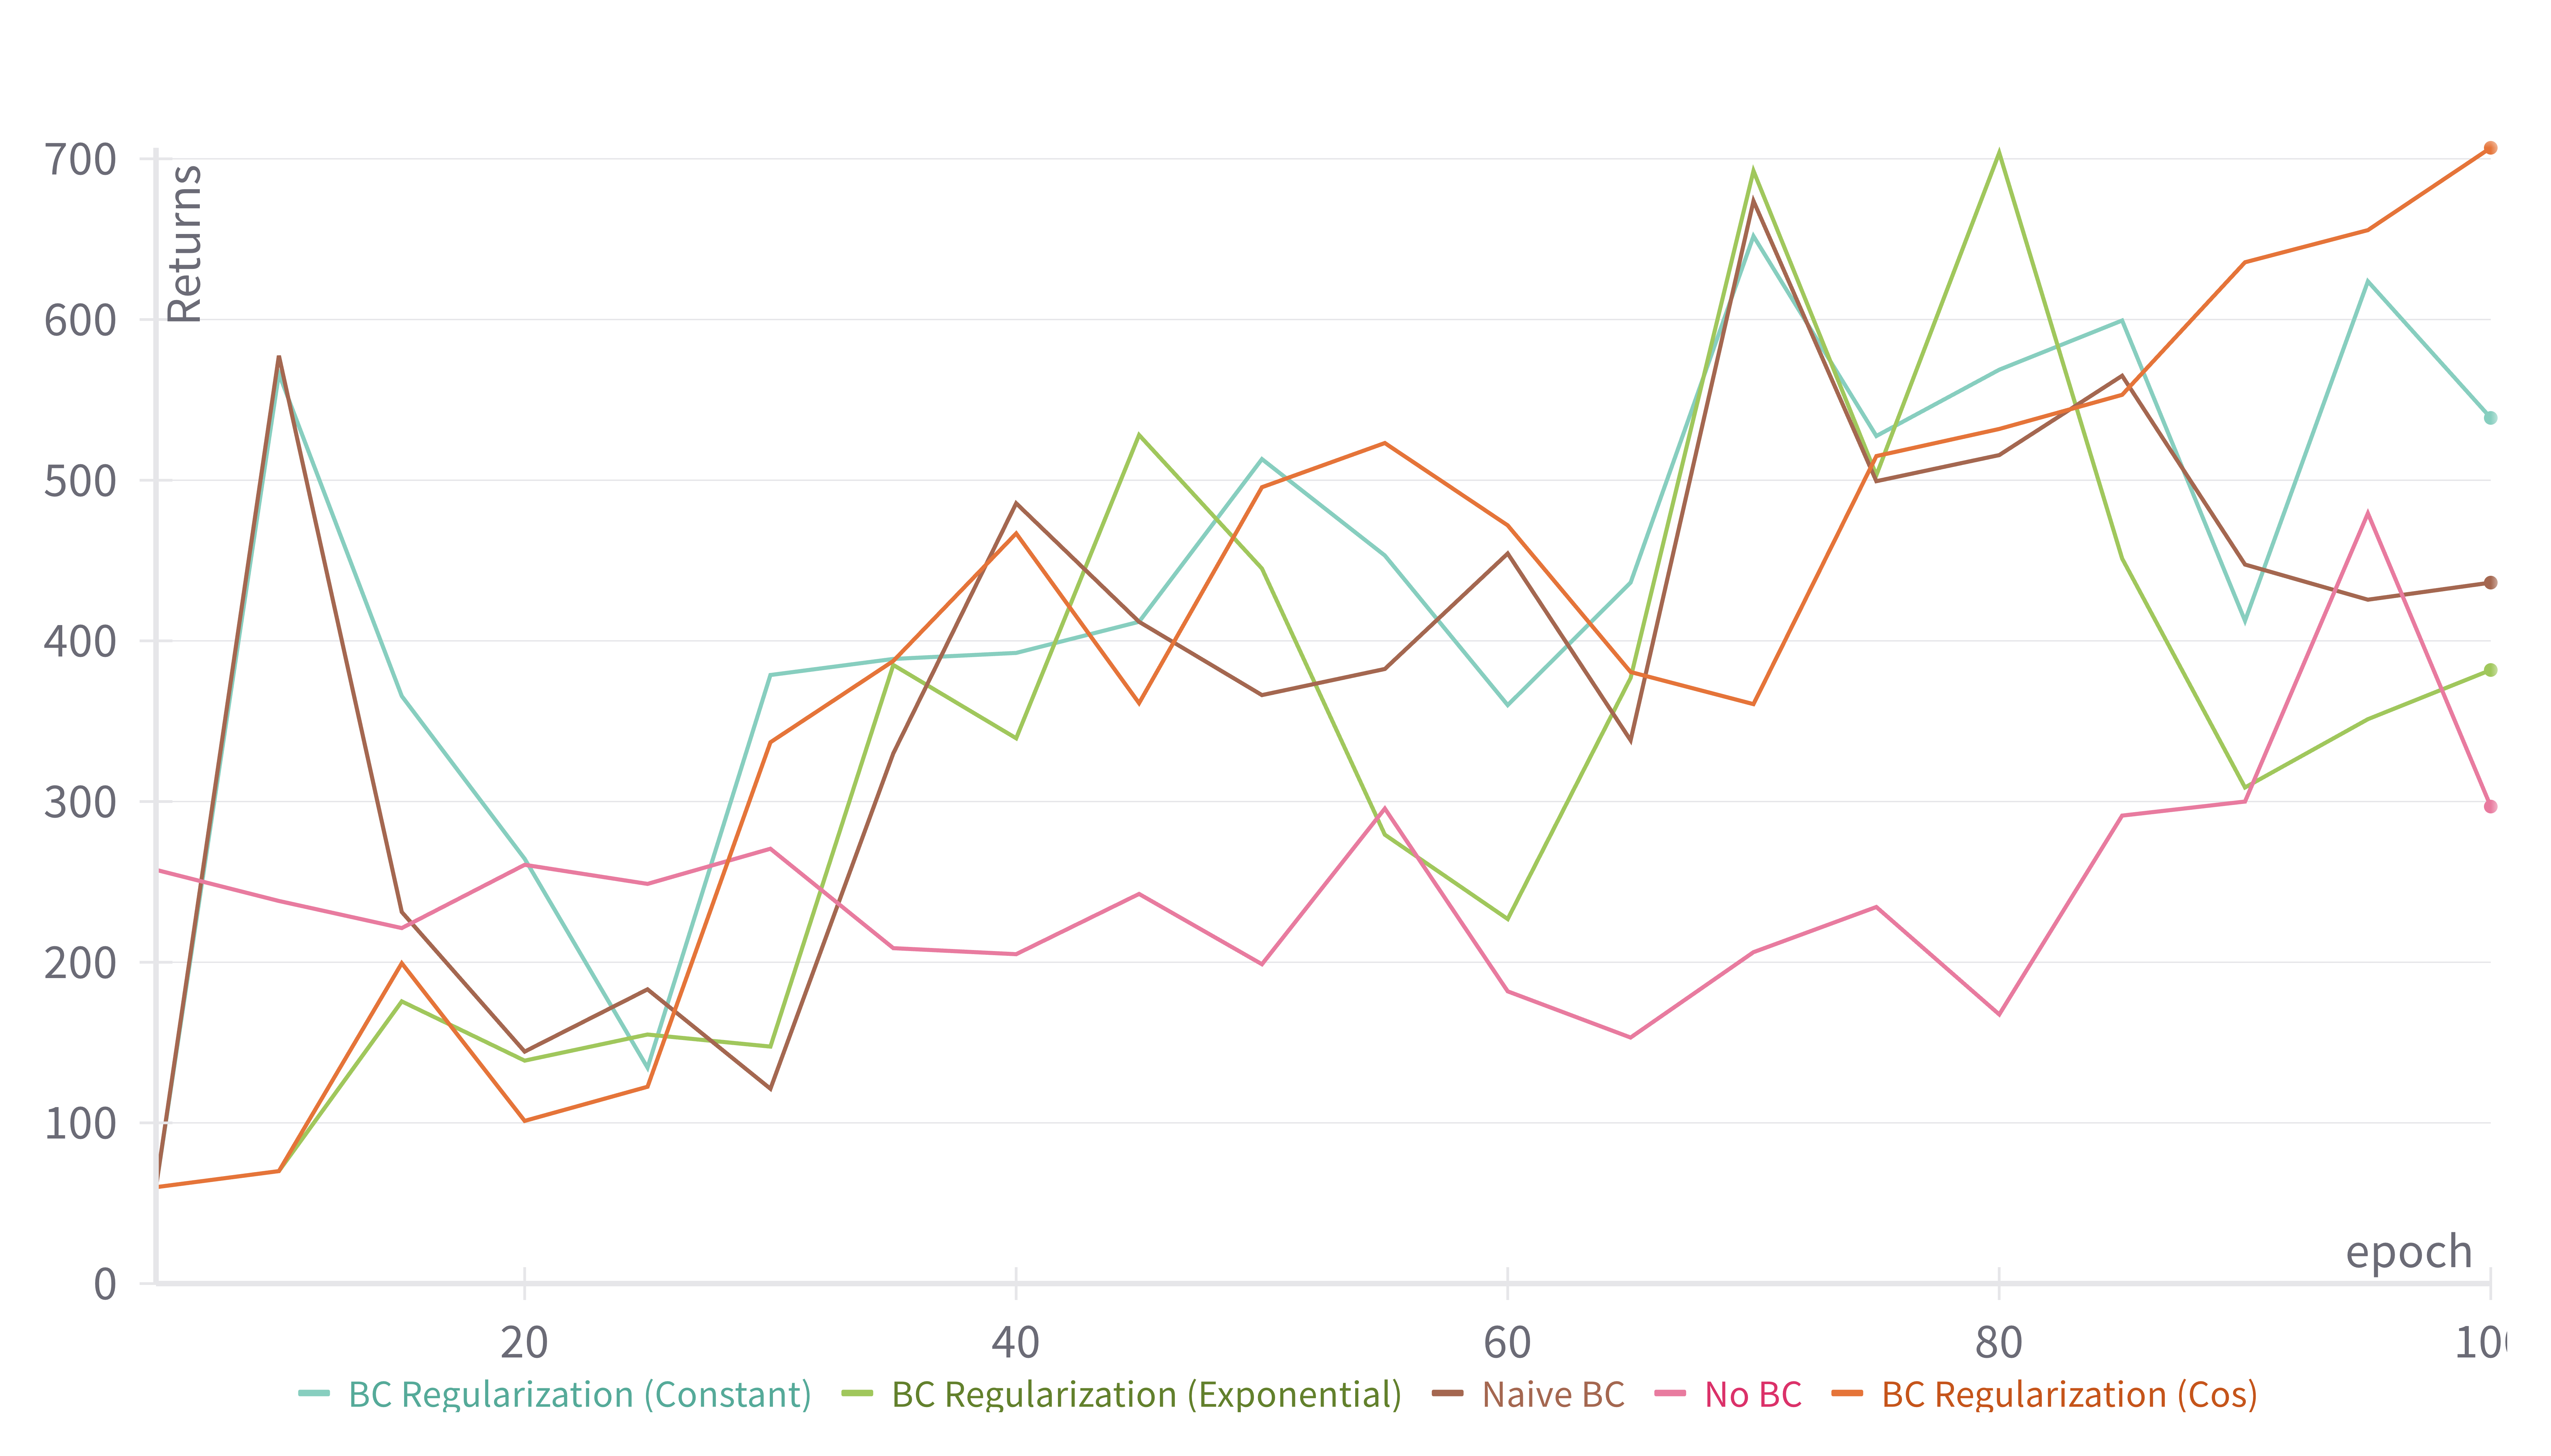 Returns
700
600
500
400
300
200
100
0
epoch
20 40 60 80
BC Regularization (Constant) BC Regularization (Exponential) Naive BC No BC BC Regularization (Cos)